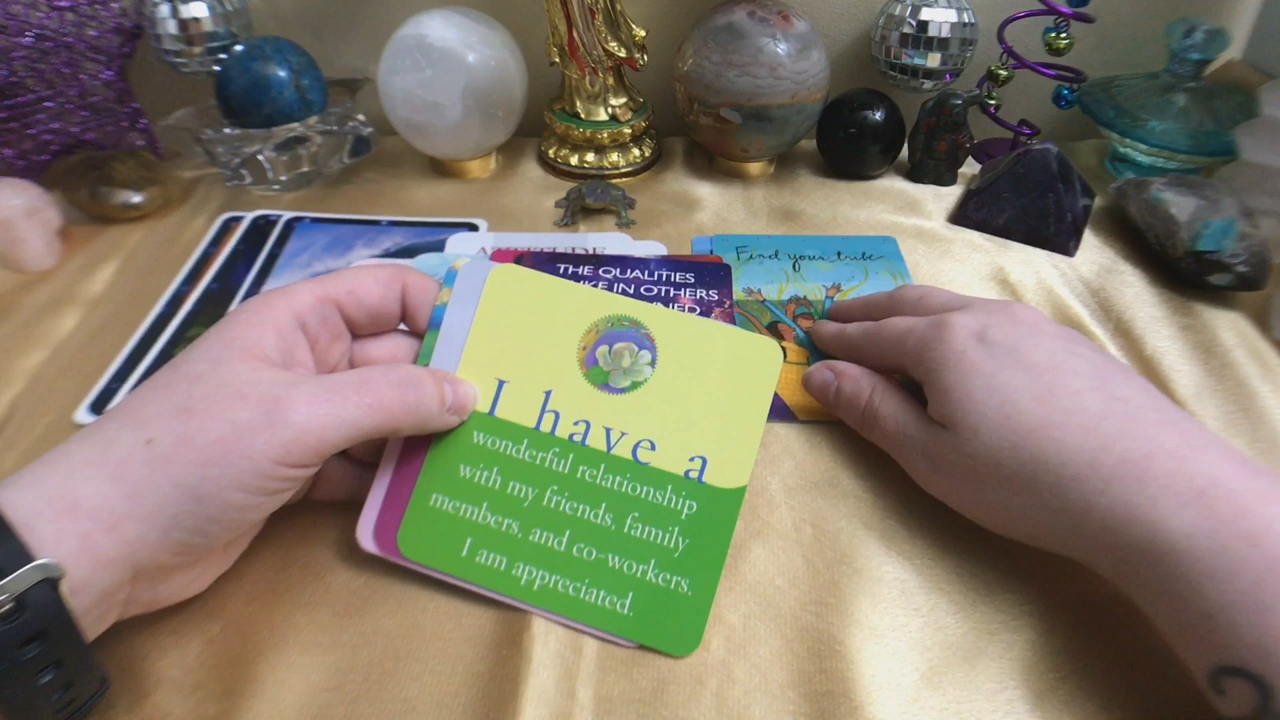 ATTITUDE
THE QUALITIES
IKE IN OTHERS
Find your tribe
I have a
wonderful relationship
with my friends, family
members, and co-workers.
I am appreciated.